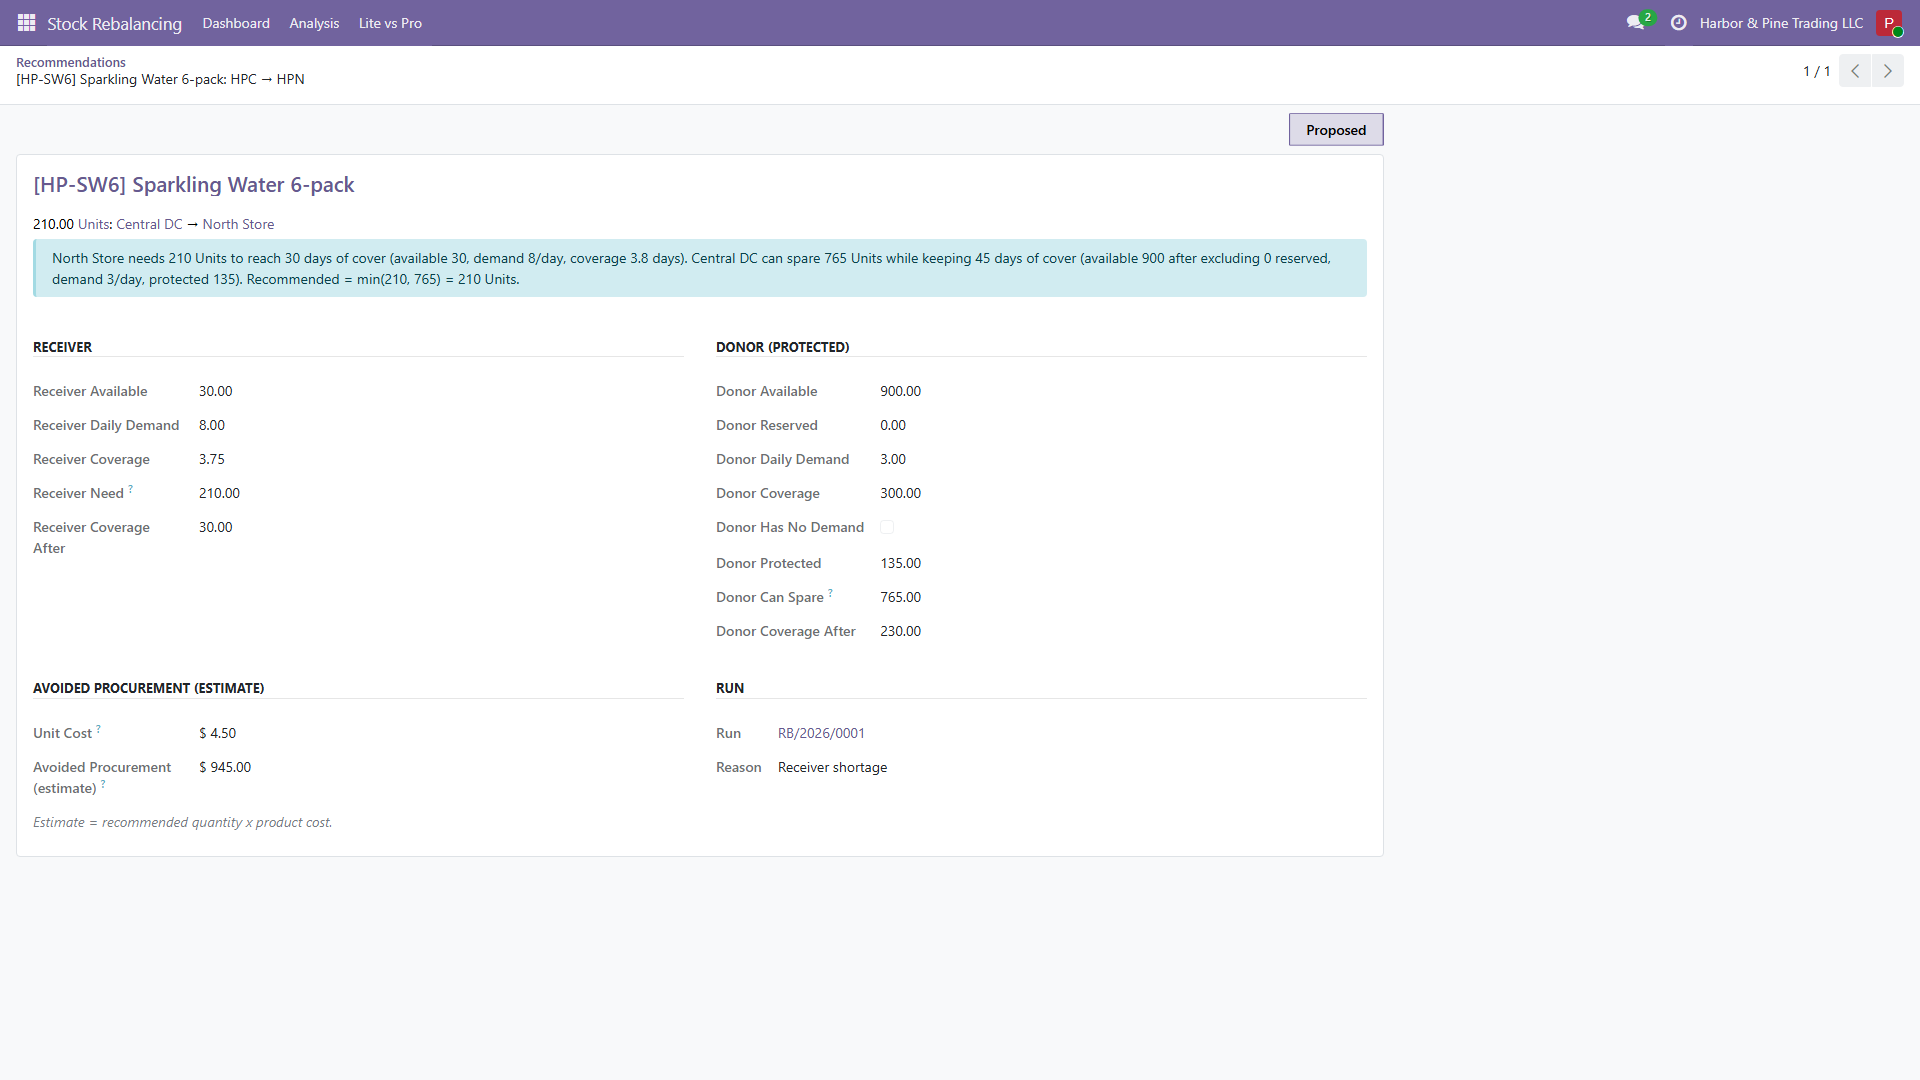 Stock Rebalancing Dashboard Analysis Lite vs Pro 2 Harbor & Pine Trading LLC P
Recommendations
[HP-SW6] Sparkling Water 6-pack: HPC → HPN
1 / 1
Proposed
[HP-SW6] Sparkling Water 6-pack
210.00 Units: Central DC → North Store
North Store needs 210 Units to reach 30 days of cover (available 30, demand 8/day, coverage 3.8 days). Central DC can spare 765 Units while keeping 45 days of cover (available 900 after excluding 0 reserved,
demand 3/day, protected 135). Recommended = min(210, 765) = 210 Units.
RECEIVER
Receiver Available 30.00
Receiver Daily Demand 8.00
Receiver Coverage 3.75
Receiver Need ? 210.00
Receiver Coverage 30.00
After
DONOR (PROTECTED)
Donor Available 900.00
Donor Reserved 0.00
Donor Daily Demand 3.00
Donor Coverage 300.00
Donor Has No Demand
Donor Protected 135.00
Donor Can Spare ? 765.00
Donor Coverage After 230.00
AVOIDED PROCUREMENT (ESTIMATE)
Unit Cost ? $ 4.50
Avoided Procurement $ 945.00
(estimate) ?
Estimate = recommended quantity x product cost.
RUN
Run RB/2026/0001
Reason Receiver shortage